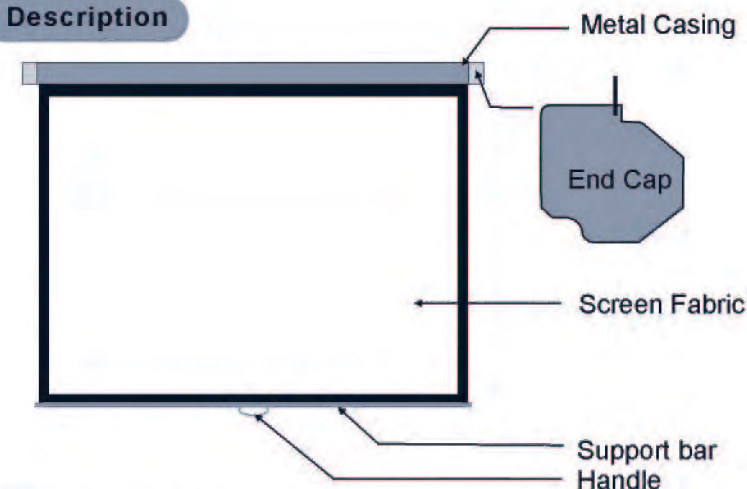 Description
Metal Casing
End Cap
Screen Fabric
Support bar
Handle